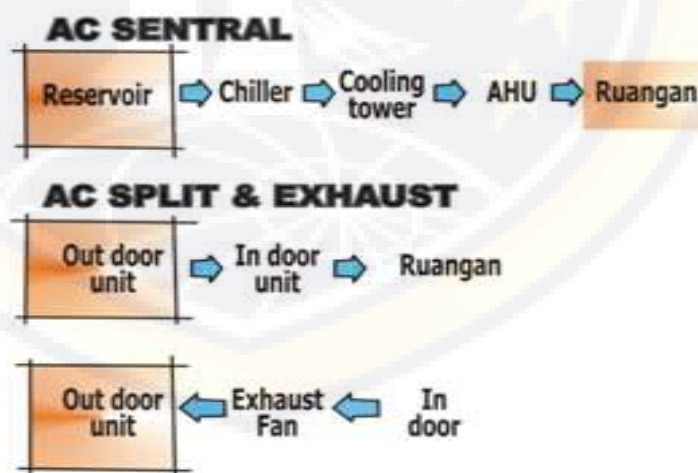 AC SENTRAL
Reservoir Chiller Cooling tower AHU Ruangan
AC SPLIT & EXHAUST
Out door unit In door unit Ruangan
Out door unit Exhaust Fan In door